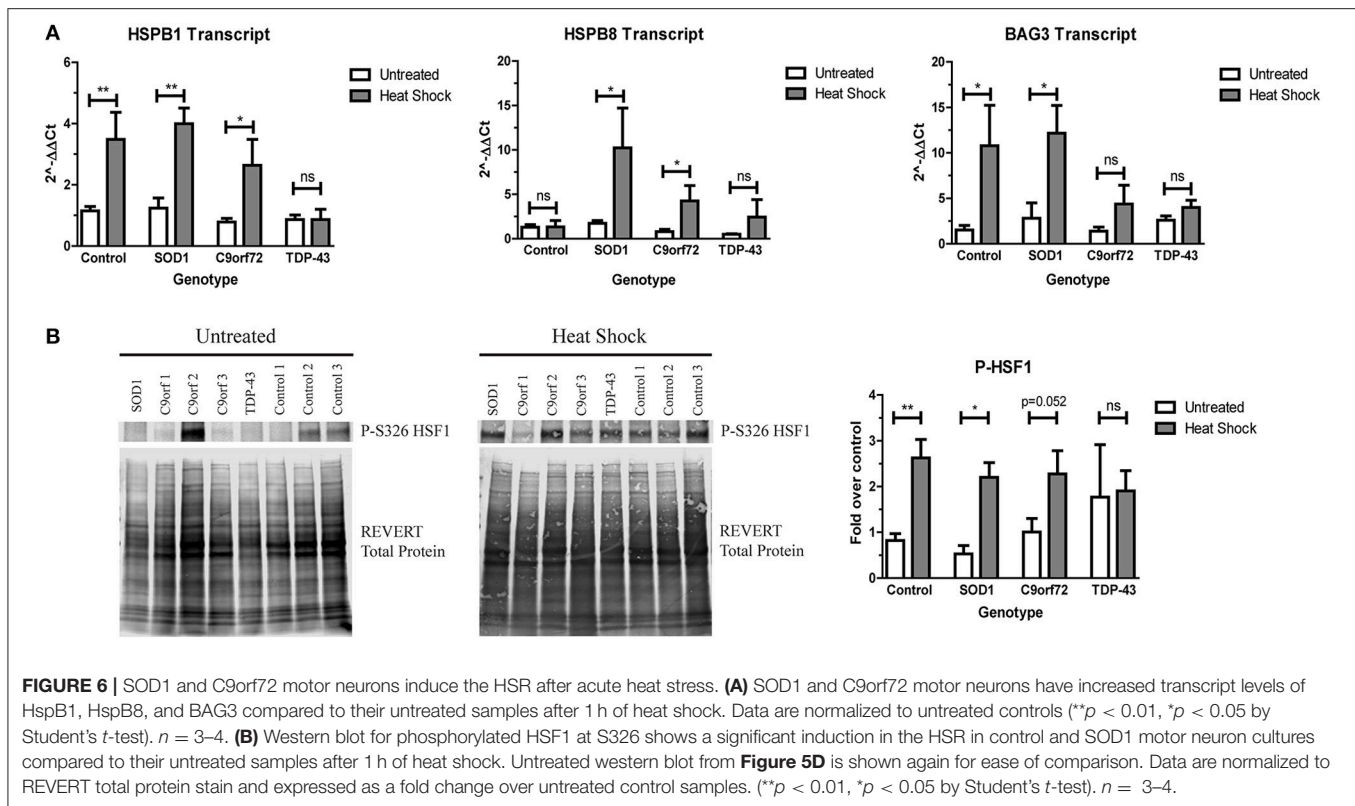 A
HSPB1 Transcript
2^-ΔΔCt
6
4
2
0
** ** * ns
Control SOD1 C9orf72 TDP-43
Genotype
Untreated
Heat Shock
HSPB8 Transcript
2^-ΔΔCt
20
15
10
5
0
ns * * ns
Control SOD1 C9orf72 TDP-43
Genotype
Untreated
Heat Shock
BAG3 Transcript
2^-ΔΔCt
20
15
10
5
0
* * ns ns
Control SOD1 C9orf72 TDP-43
Genotype
Untreated
Heat Shock
B
Untreated
SOD1
C9orf 1
C9orf 2
C9orf 3
TDP-43
Control 1
Control 2
Control 3
P-S326 HSF1
REVERT
Total Protein
Heat Shock
SOD1
C9orf 1
C9orf 2
C9orf 3
TDP-43
Control 1
Control 2
Control 3
P-S326 HSF1
REVERT
Total Protein
P-HSF1
Fold over control
4
3
2
1
0
** * p=0.052 ns
Control SOD1 C9orf72 TDP-43
Genotype
Untreated
Heat Shock
FIGURE 6 | SOD1 and C9orf72 motor neurons induce the HSR after acute heat stress. (A) SOD1 and C9orf72 motor neurons have increased transcript levels of
HspB1, HspB8, and BAG3 compared to their untreated samples after 1 h of heat shock. Data are normalized to untreated controls (**p < 0.01, *p < 0.05 by
Student's t-test). n = 3–4. (B) Western blot for phosphorylated HSF1 at S326 shows a significant induction in the HSR in control and SOD1 motor neuron cultures
compared to their untreated samples after 1 h of heat shock. Untreated western blot from Figure 5D is shown again for ease of comparison. Data are normalized to
REVERT total protein stain and expressed as a fold change over untreated control samples. (**p < 0.01, *p < 0.05 by Student's t-test). n = 3–4.